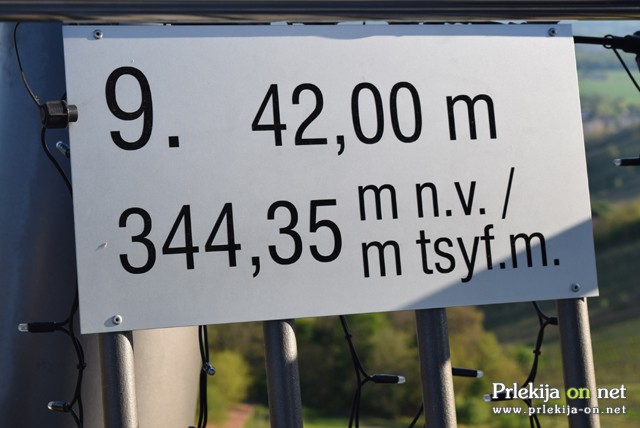 9. 42,00 m
344,35 m n.v. /
m tsyf.m.
Prlekija on net
www.prlekija-on.net